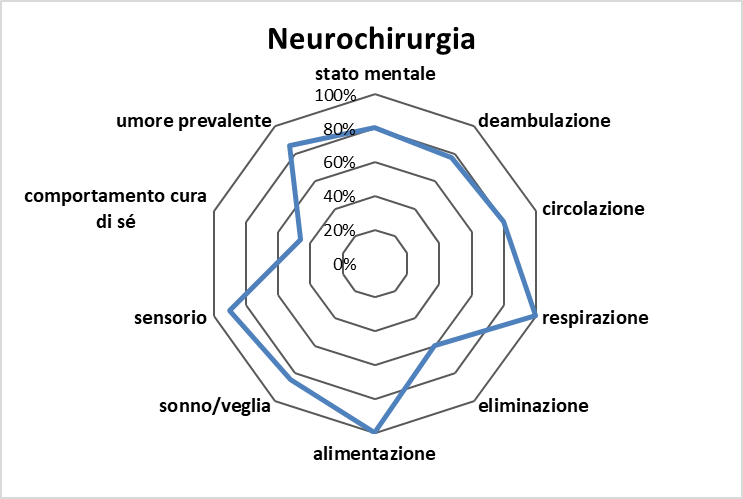 Neurochirurgia
stato mentale
100%
umore prevalente
deambulazione
80%
60%
comportamento cura
di sé
40%
circolazione
20%
0%
sensorio
respirazione
sonno/veglia
eliminazione
alimentazione